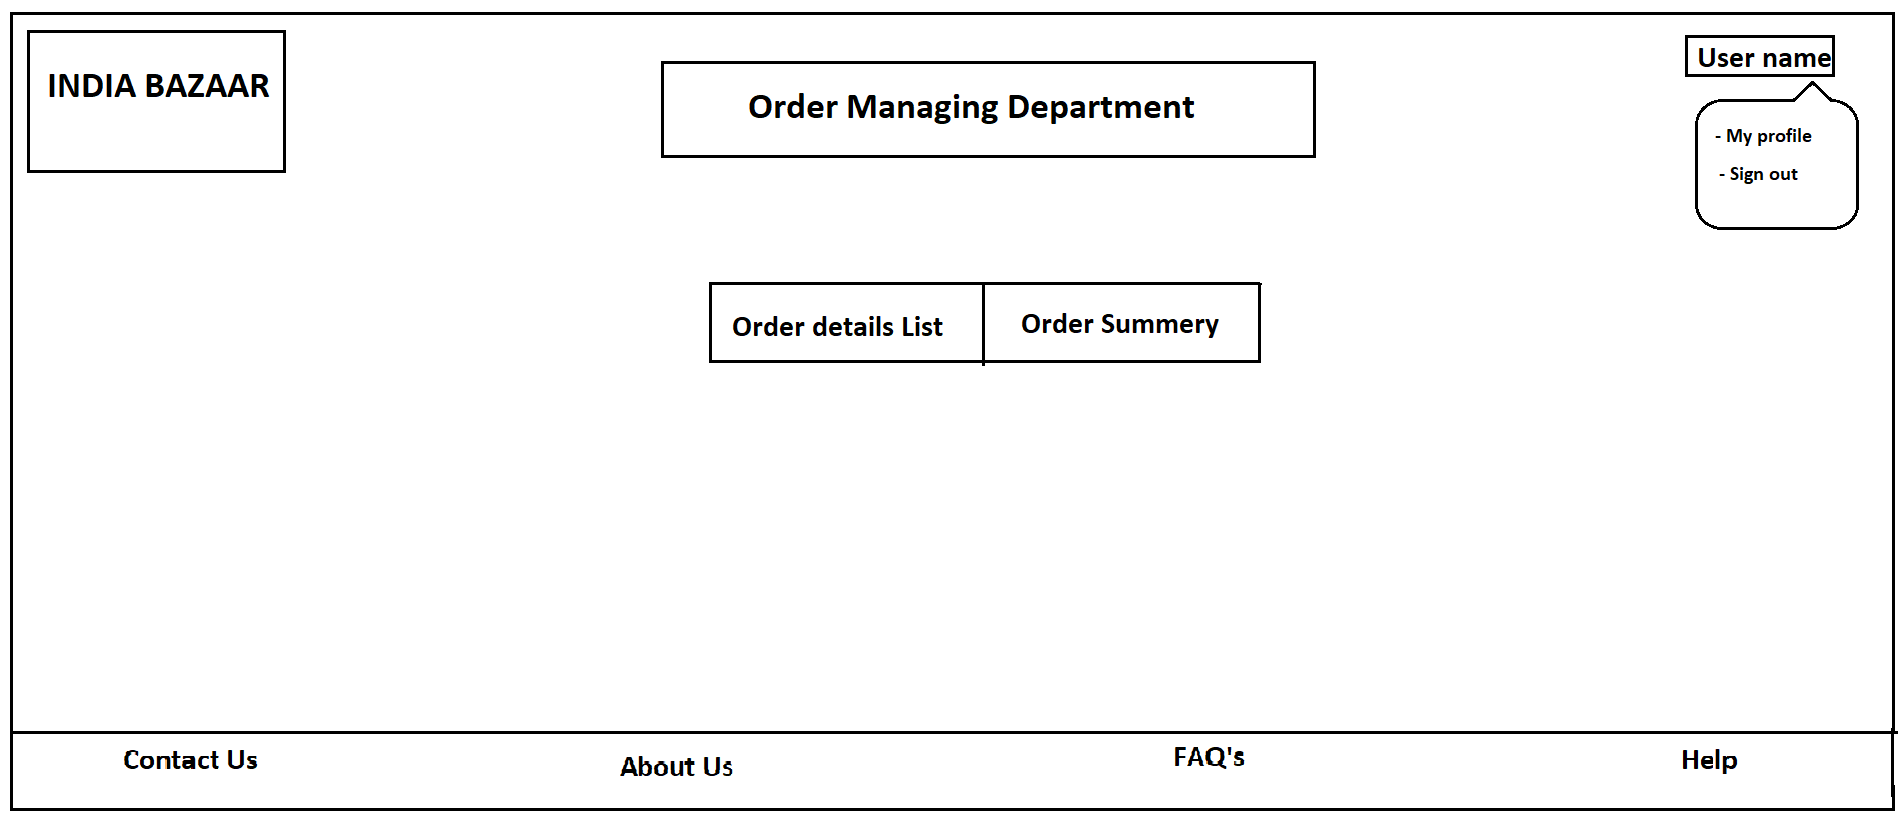 INDIA BAZAAR
Order Managing Department
User name
- My profile
- Sign out
Order details List
Order Summery
Contact Us
About Us
FAQ's
Help